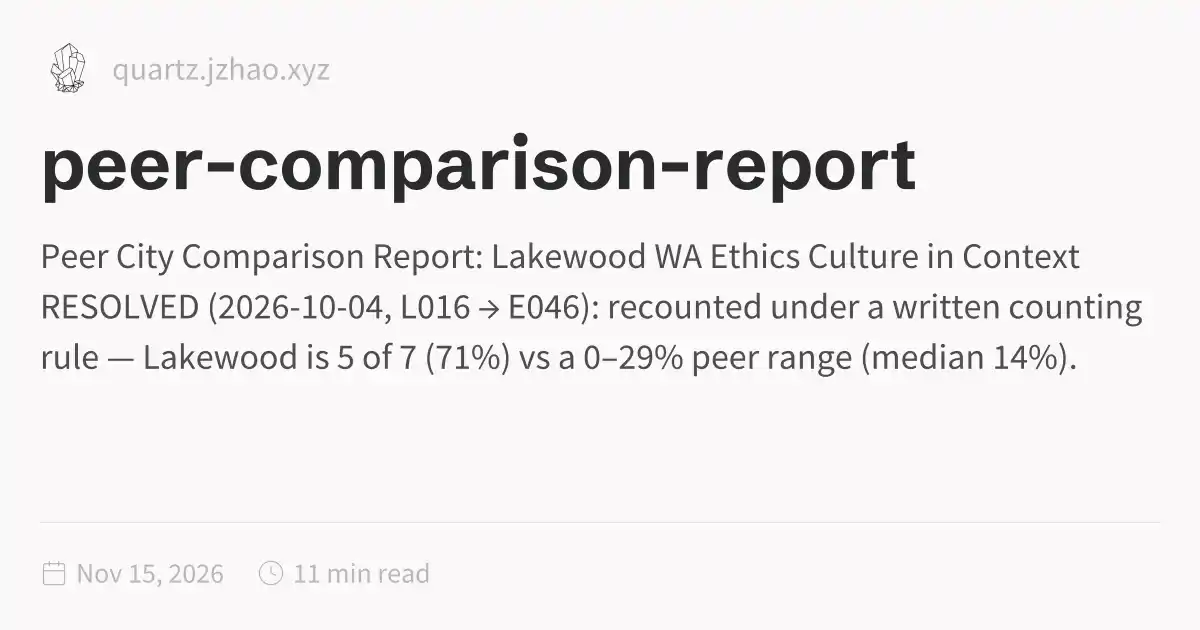 quartz.jzhao.xyz
peer-comparison-report
Peer City Comparison Report: Lakewood WA Ethics Culture in Context
RESOLVED (2026-10-04, L016 → E046): recounted under a written counting
rule — Lakewood is 5 of 7 (71%) vs a 0–29% peer range (median 14%).
Nov 15, 2026
11 min read